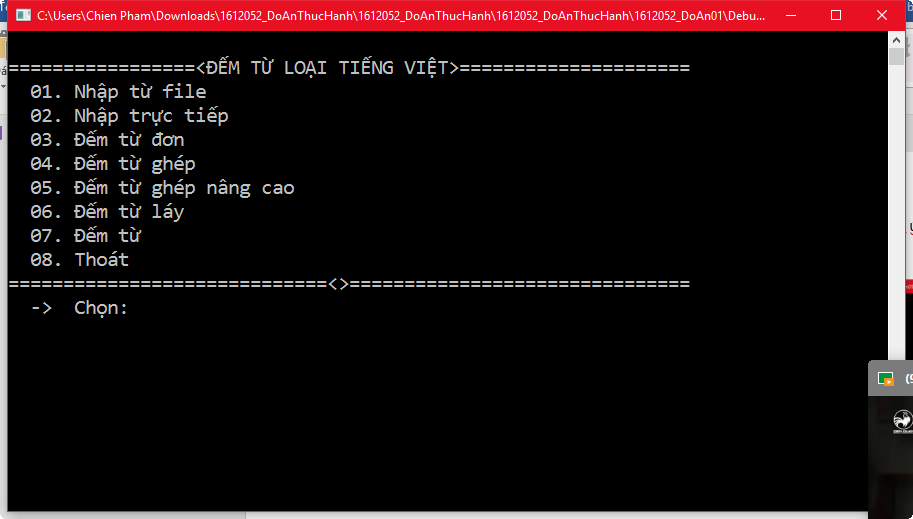 C:\Users\Chien Pham\Downloads\1612052_DoAnThucHanh\1612052_DoAnThucHanh\1612052_DoAnThucHanh\1612052_DoAn01\Debu...
=================<ĐẾM TỪ LOẠI TIẾNG VIỆT>=====================
01. Nhập từ file
02. Nhập trực tiếp
03. Đếm từ đơn
04. Đếm từ ghép
05. Đếm từ ghép nâng cao
06. Đếm từ láy
07. Đếm từ
08. Thoát
=============================<>===============================
-> Chọn: